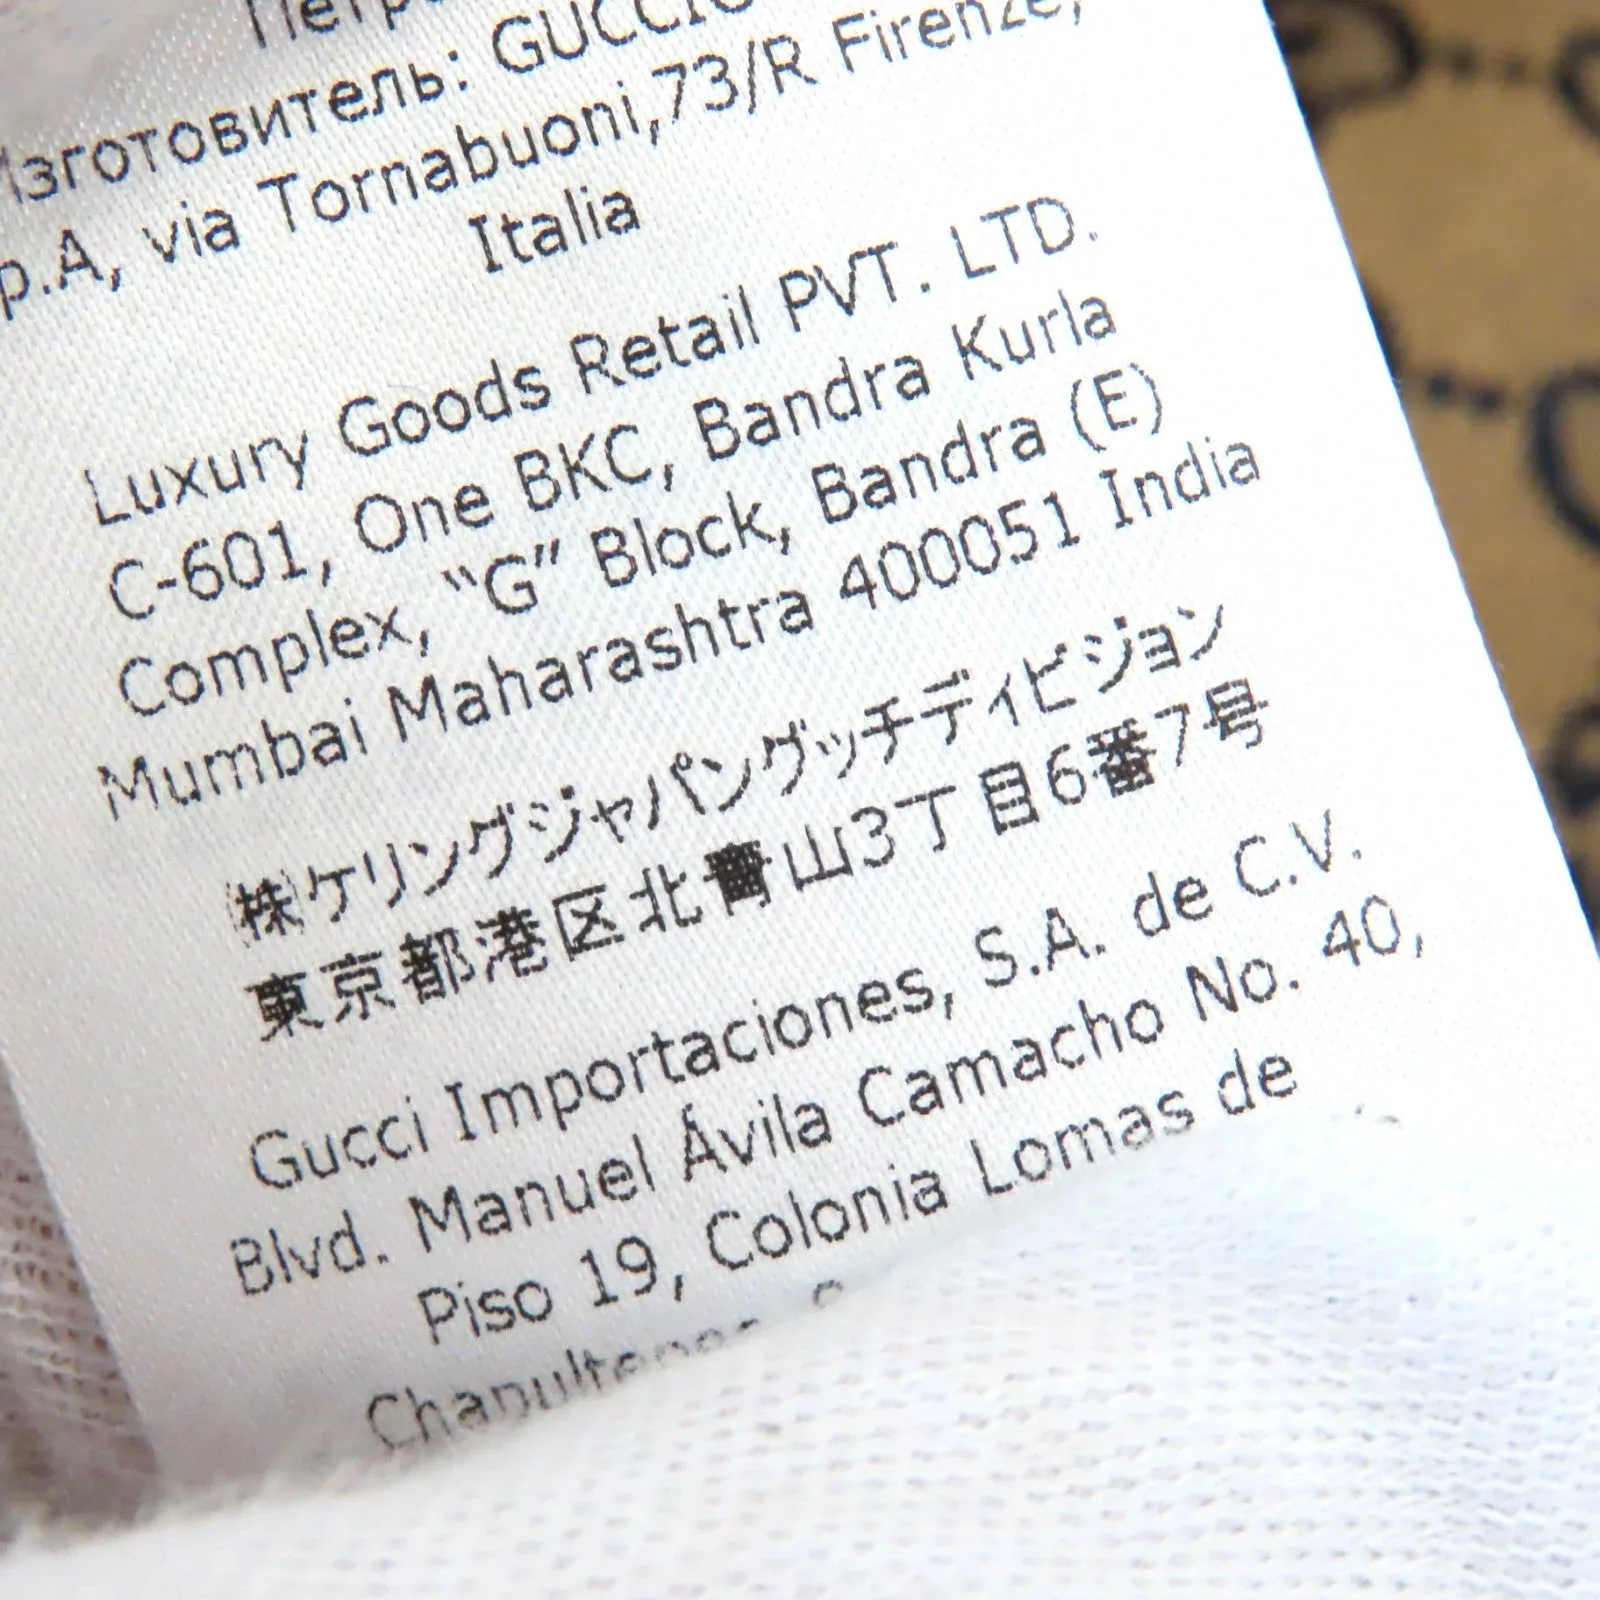 Изготовитель: GUCCIO
p.A, via Tornabuoni,73/R Firenze,
Italia
Luxury Goods Retail PVT. LTD.
C-601, One BKC, Bandra Kurla
Complex, “G” Block, Bandra (E)
Mumbai Maharashtra 400051 India
㈱ケリングジャパングッチディビジョン
東京都港区北青山3丁目6番7号
Gucci Importaciones, S.A. de C.V.
Blvd. Manuel Ávila Camacho No. 40,
Piso 19, Colonia Lomas de
Chapultepec